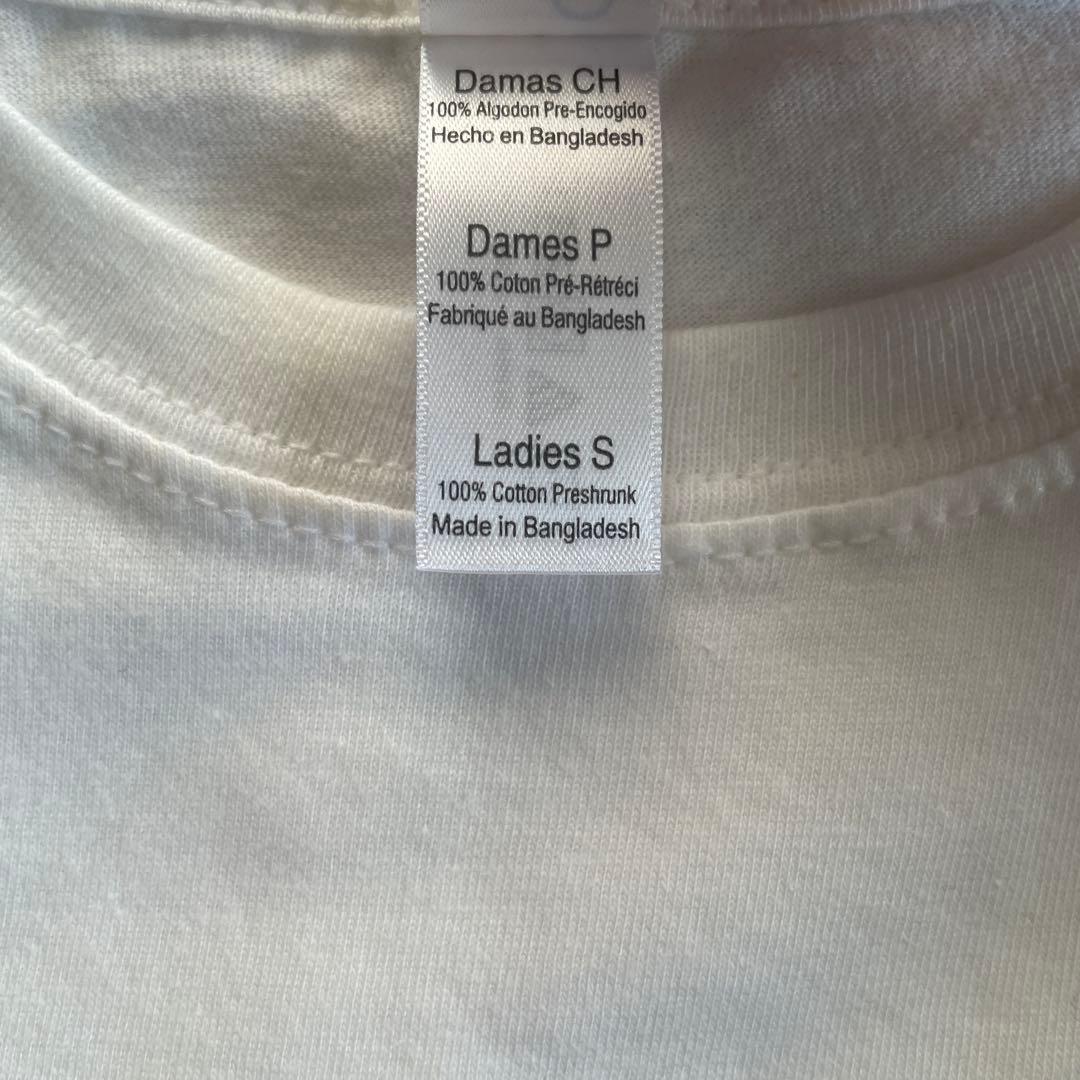 Damas CH
100% Algodon Pre-Encogido
Hecho en Bangladesh
Dames P
100% Coton Pré-Rétréci
Fabriqué au Bangladesh
Ladies S
100% Cotton Preshrunk
Made in Bangladesh